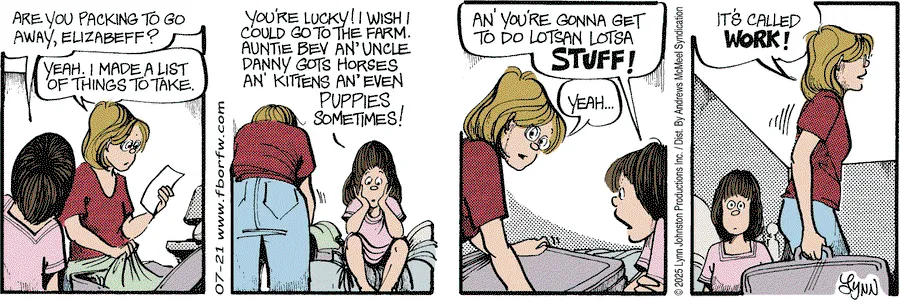 ARE YOU PACKING TO GO
AWAY, ELIZABEFF?
YEAH. I MADE A LIST
OF THINGS TO TAKE.
07-21 www.fborfw.com
YOU'RE LUCKY! I WISH I
COULD GO TO THE FARM.
AUNTIE BEV AN' UNCLE
DANNY GOTS HORSES
AN' KITTENS AN' EVEN
PUPPIES
SOMETIMES!
AN' YOU'RE GONNA GET
TO DO LOTSAN LOTSA
STUFF!
YEAH...
© 2025 Lynn Johnston Productions Inc. / Dist. By Andrews McMeel Syndication
IT'S CALLED
WORK!
LYNN